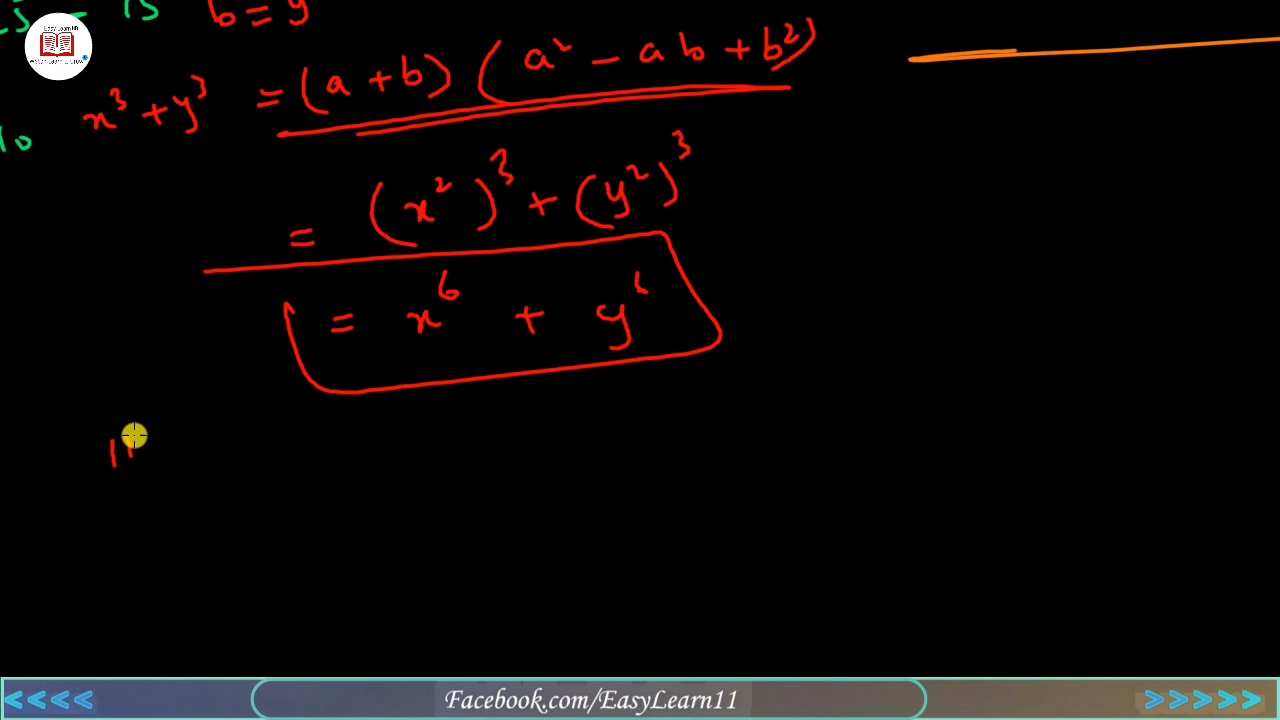 b = y
x³ + y³ = (a + b) (a² - ab + b²)
= (x²)³ + (y²)³
= x⁶ + y⁶
Facebook.com/EasyLearn11